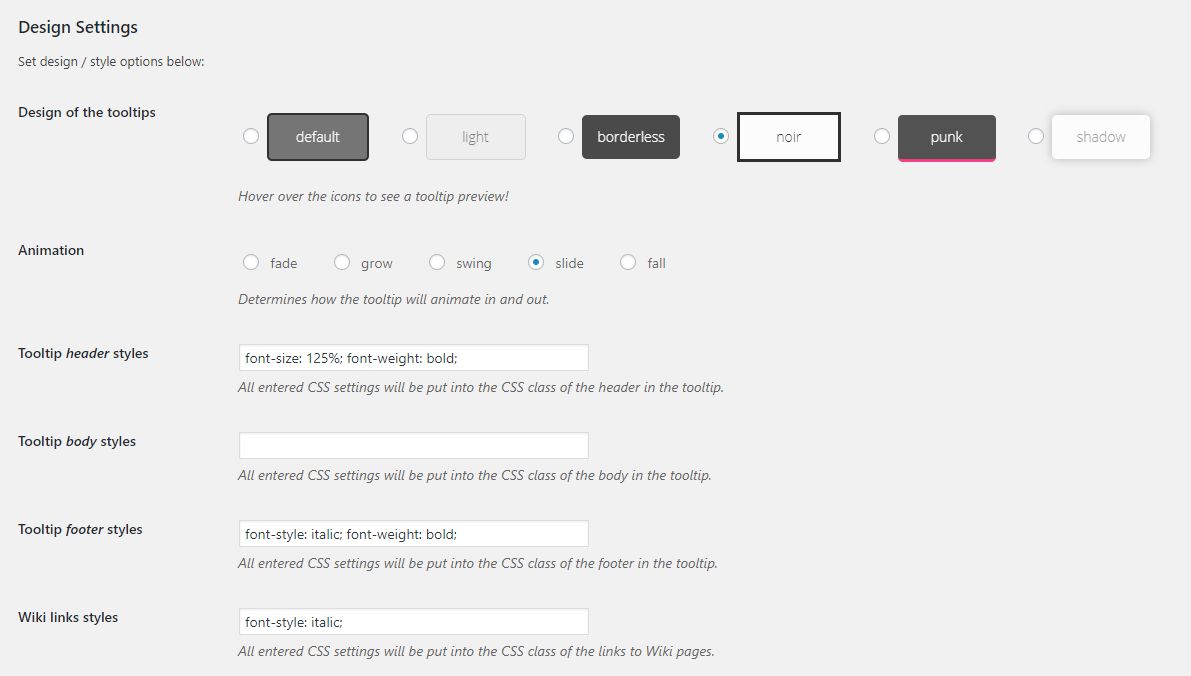 Design Settings
Set design / style options below:
Design of the tooltips
default light borderless noir punk shadow
Hover over the icons to see a tooltip preview!
Animation
fade grow swing slide fall
Determines how the tooltip will animate in and out.
Tooltip header styles
font-size: 125%; font-weight: bold;
All entered CSS settings will be put into the CSS class of the header in the tooltip.
Tooltip body styles
All entered CSS settings will be put into the CSS class of the body in the tooltip.
Tooltip footer styles
font-style: italic; font-weight: bold;
All entered CSS settings will be put into the CSS class of the footer in the tooltip.
Wiki links styles
font-style: italic;
All entered CSS settings will be put into the CSS class of the links to Wiki pages.